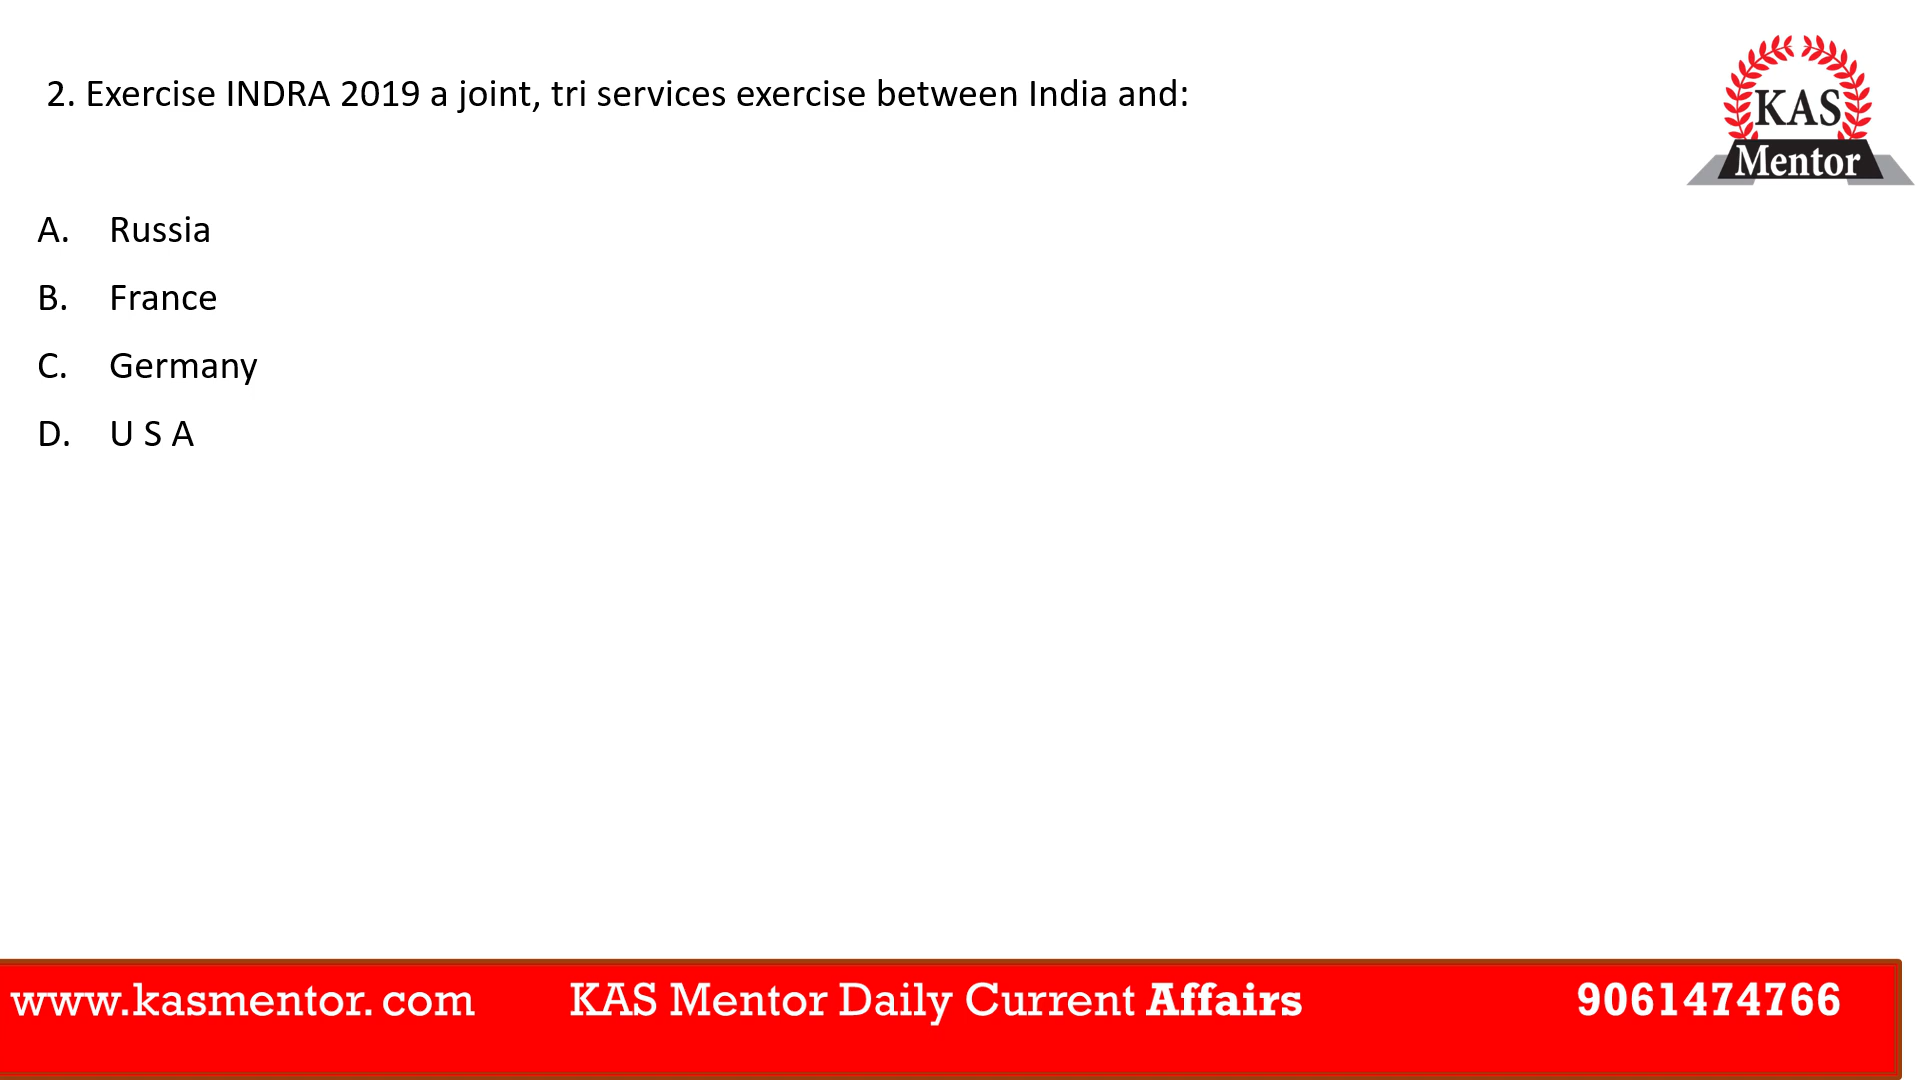 2. Exercise INDRA 2019 a joint, tri services exercise between India and:
KAS
Mentor
A. Russia
B. France
C. Germany
D. U S A
www.kasmentor. com KAS Mentor Daily Current Affairs 9061474766